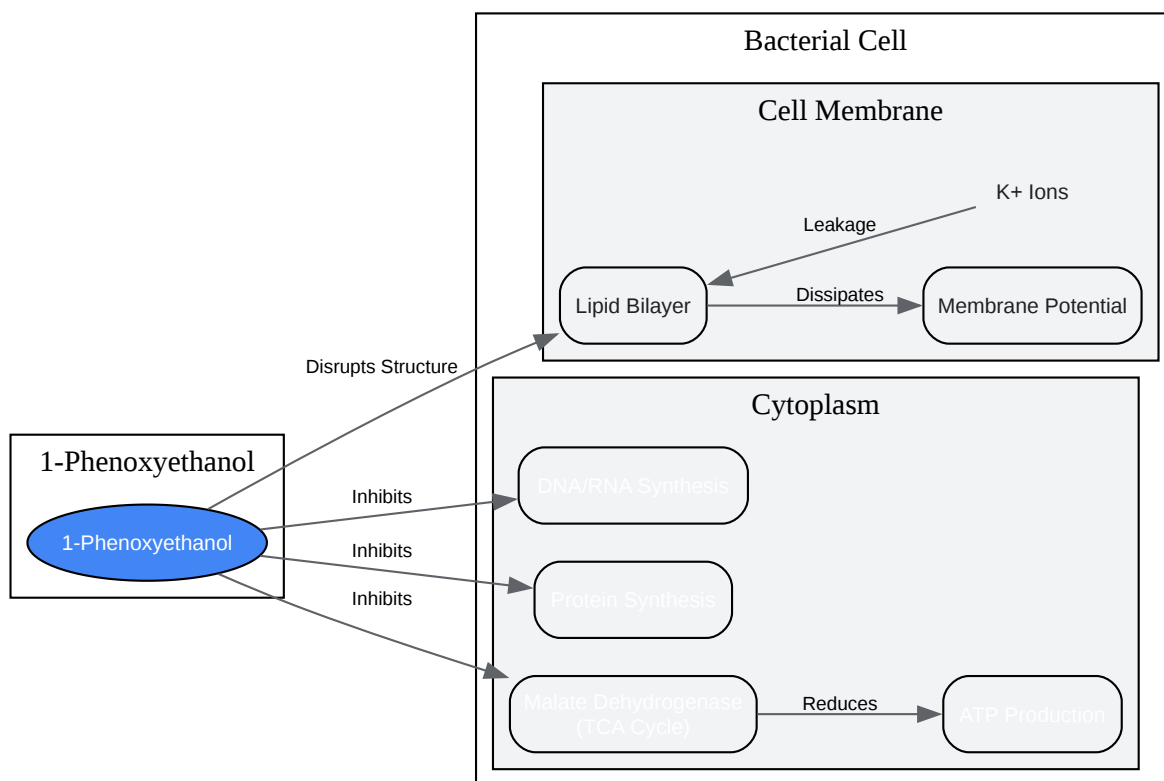 Bacterial Cell
Cell Membrane
K+ Ions
Leakage
Lipid Bilayer
Dissipates
Membrane Potential
Disrupts Structure
Cytoplasm
1-Phenoxyethanol
DNA/RNA Synthesis
Inhibits
1-Phenoxyethanol
Inhibits
Protein Synthesis
Inhibits
Malate Dehydrogenase
(TCA Cycle)
Reduces
ATP Production